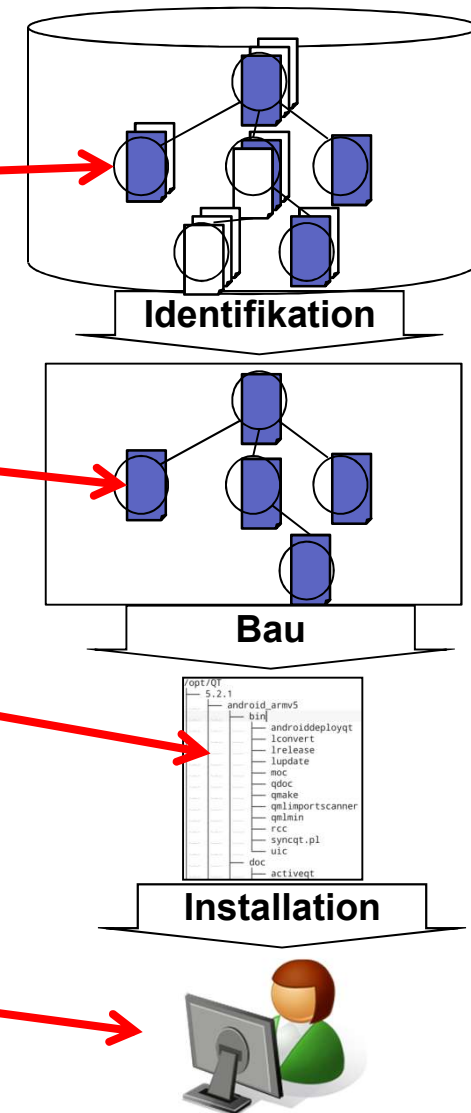 Identifikation
Bau
/opt/QT
├── 5.2.1
│   ├── android_armv5
│   │   ├── bin
│   │   │   ├── androiddeployqt
│   │   │   ├── lconvert
│   │   │   ├── lrelease
│   │   │   ├── lupdate
│   │   │   ├── moc
│   │   │   ├── qdoc
│   │   │   ├── qmake
│   │   │   ├── qmlimportscanner
│   │   │   ├── qmlmin
│   │   │   ├── rcc
│   │   │   ├── syncqt.pl
│   │   │   └── uic
│   │   ├── doc
│   │   │   ├── activeqt
Installation